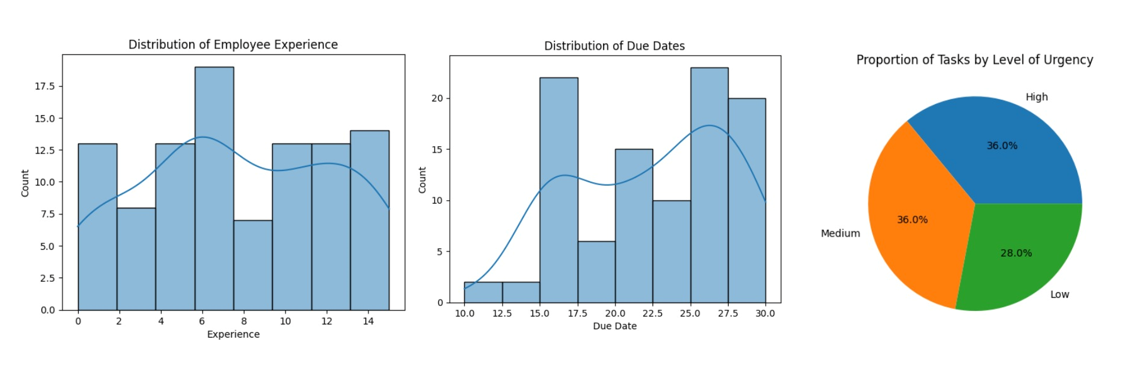 Distribution of Employee Experience
17.5
15.0
12.5
10.0
7.5
5.0
2.5
0.0
Count
0 2 4 6 8 10 12 14
Experience
Distribution of Due Dates
20
15
10
5
0
Count
10.0 12.5 15.0 17.5 20.0 22.5 25.0 27.5 30.0
Due Date
Proportion of Tasks by Level of Urgency
High
36.0%
Medium
36.0%
28.0%
Low